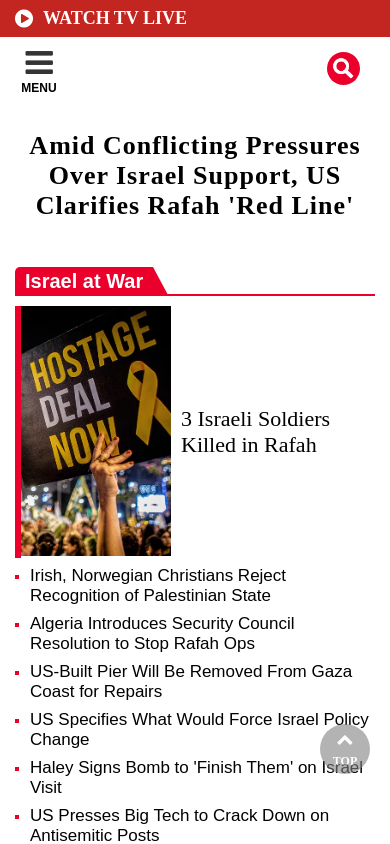 WATCH TV LIVE
MENU
Amid Conflicting Pressures
Over Israel Support, US
Clarifies Rafah 'Red Line'
Israel at War
HOSTAGE
DEAL
NOW
3 Israeli Soldiers
Killed in Rafah
Irish, Norwegian Christians Reject
Recognition of Palestinian State
Algeria Introduces Security Council
Resolution to Stop Rafah Ops
US-Built Pier Will Be Removed From Gaza
Coast for Repairs
US Specifies What Would Force Israel Policy
Change
Haley Signs Bomb to 'Finish Them' on Israel
Visit
TOP
US Presses Big Tech to Crack Down on
Antisemitic Posts